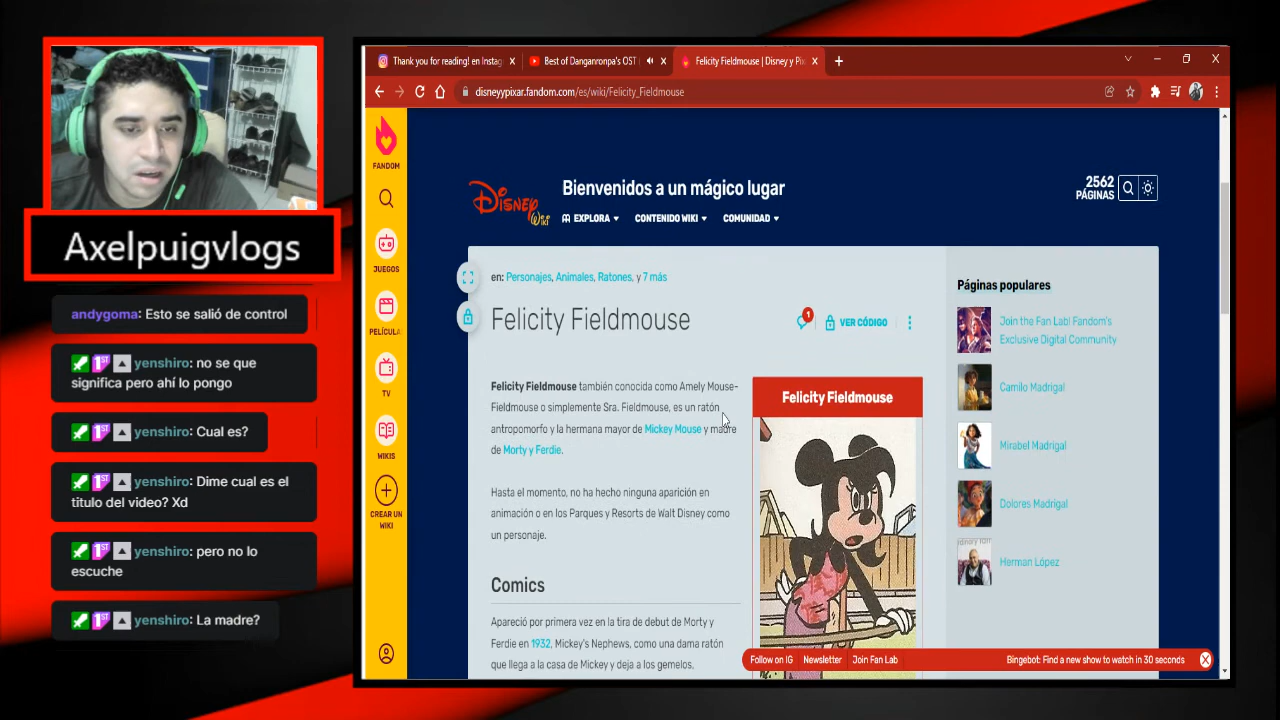 Thank you for reading! en Instag
Best of Danganronpa's OST
Felicity Fieldmouse | Disney y Pix
disneyypixar.fandom.com/es/wiki/Felicity_Fieldmouse
Axelpuigvlogs
andygoma: Esto se salió de control
1ST yenshiro: no se que
significa pero ahí lo pongo
1ST yenshiro: Cual es?
1ST yenshiro: Dime cual es el
titulo del video? Xd
1ST yenshiro: pero no lo
escuche
1ST yenshiro: La madre?
FANDOM
JUEGOS
PELÍCULA
TV
WIKIS
CREAR UN
WIKI
Disney
Wiki
Bienvenidos a un mágico lugar
EXPLORA
CONTENIDO WIKI
COMUNIDAD
2562
PÁGINAS
en: Personajes, Animales, Ratones, y 7 más
Felicity Fieldmouse
1
VER CÓDIGO
Felicity Fieldmouse también conocida como Amely Mouse-
Fieldmouse o simplemente Sra. Fieldmouse, es un ratón
antropomorfo y la hermana mayor de Mickey Mouse y madre
de Morty y Ferdie.
Hasta el momento, no ha hecho ninguna aparición en
animación o en los Parques y Resorts de Walt Disney como
un personaje.
Comics
Apareció por primera vez en la tira de debut de Morty y
Ferdie en 1932, Mickey's Nephews, como una dama ratón
que llega a la casa de Mickey y deja a los gemelos.
Felicity Fieldmouse
Páginas populares
Join the Fan Lab! Fandom's
Exclusive Digital Community
Camilo Madrigal
Mirabel Madrigal
Dolores Madrigal
Herman López
Follow on IG
Newsletter
Join Fan Lab
Bingebot: Find a new show to watch in 30 seconds